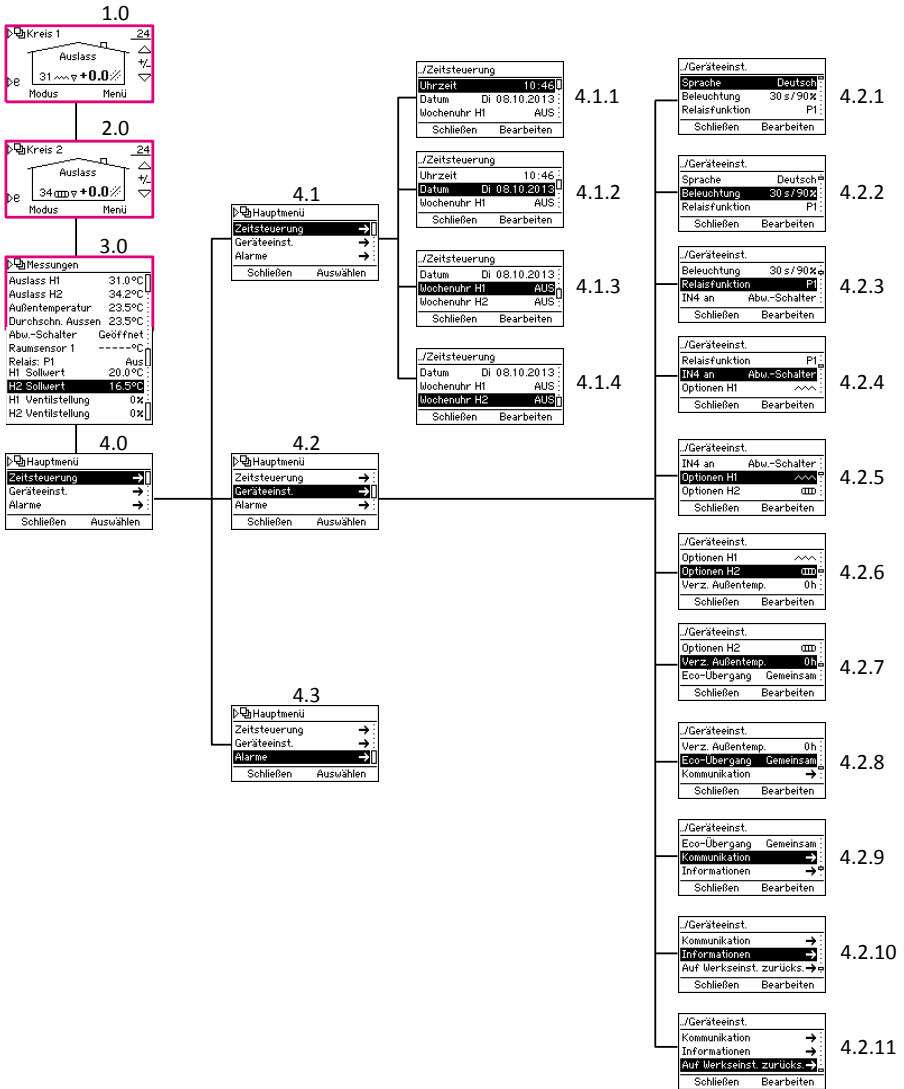 1.0
Kreis 1 24
Auslass
+/-
31 +0.0
e
Modus Menü
2.0
Kreis 2 24
Auslass
+/-
34 +0.0
e
Modus Menü
3.0
Messungen
Auslass H1 31.0°C
Auslass H2 34.2°C
Außentemperatur 23.5°C
Durchschn. Aussen 23.5°C
Abw.-Schalter Geöffnet
Raumsensor 1 -----°C
Relais: P1 Aus
H1 Sollwert 20.0°C
H2 Sollwert 16.5°C
H1 Ventilstellung 0%
H2 Ventilstellung 0%
4.0
Hauptmenü
Zeitsteuerung →
Geräteeinst. →
Alarme →
Schließen Auswählen
4.1
Hauptmenü
Zeitsteuerung →
Geräteeinst. →
Alarme →
Schließen Auswählen
4.2
Hauptmenü
Zeitsteuerung →
Geräteeinst. →
Alarme →
Schließen Auswählen
4.3
Hauptmenü
Zeitsteuerung →
Geräteeinst. →
Alarme →
Schließen Auswählen
../Zeitsteuerung
Uhrzeit 10:46
Datum Di 08.10.2013
Wochenuhr H1 AUS
Schließen Bearbeiten
4.1.1
../Zeitsteuerung
Uhrzeit 10:46
Datum Di 08.10.2013
Wochenuhr H1 AUS
Schließen Bearbeiten
4.1.2
../Zeitsteuerung
Datum Di 08.10.2013
Wochenuhr H1 AUS
Wochenuhr H2 AUS
Schließen Bearbeiten
4.1.3
../Zeitsteuerung
Datum Di 08.10.2013
Wochenuhr H1 AUS
Wochenuhr H2 AUS
Schließen Bearbeiten
4.1.4
../Geräteeinst.
Sprache Deutsch
Beleuchtung 30 s/90%
Relaisfunktion P1
Schließen Bearbeiten
4.2.1
../Geräteeinst.
Sprache Deutsch
Beleuchtung 30 s/90%
Relaisfunktion P1
Schließen Bearbeiten
4.2.2
../Geräteeinst.
Beleuchtung 30 s/90%
Relaisfunktion P1
IN4 an Abw.-Schalter
Schließen Bearbeiten
4.2.3
../Geräteeinst.
Relaisfunktion P1
IN4 an Abw.-Schalter
Optionen H1
Schließen Bearbeiten
4.2.4
../Geräteeinst.
IN4 an Abw.-Schalter
Optionen H1
Optionen H2
Schließen Bearbeiten
4.2.5
../Geräteeinst.
Optionen H1
Optionen H2
Verz. Außentemp. 0h
Schließen Bearbeiten
4.2.6
../Geräteeinst.
Optionen H2
Verz. Außentemp. 0h
Eco-Übergang Gemeinsam
Schließen Bearbeiten
4.2.7
../Geräteeinst.
Verz. Außentemp. 0h
Eco-Übergang Gemeinsam
Kommunikation →
Schließen Bearbeiten
4.2.8
../Geräteeinst.
Eco-Übergang Gemeinsam
Kommunikation →
Informationen →
Schließen Bearbeiten
4.2.9
../Geräteeinst.
Kommunikation →
Informationen →
Auf Werkseinst. zurücks. →
Schließen Bearbeiten
4.2.10
../Geräteeinst.
Kommunikation →
Informationen →
Auf Werkseinst. zurücks. →
Schließen Bearbeiten
4.2.11